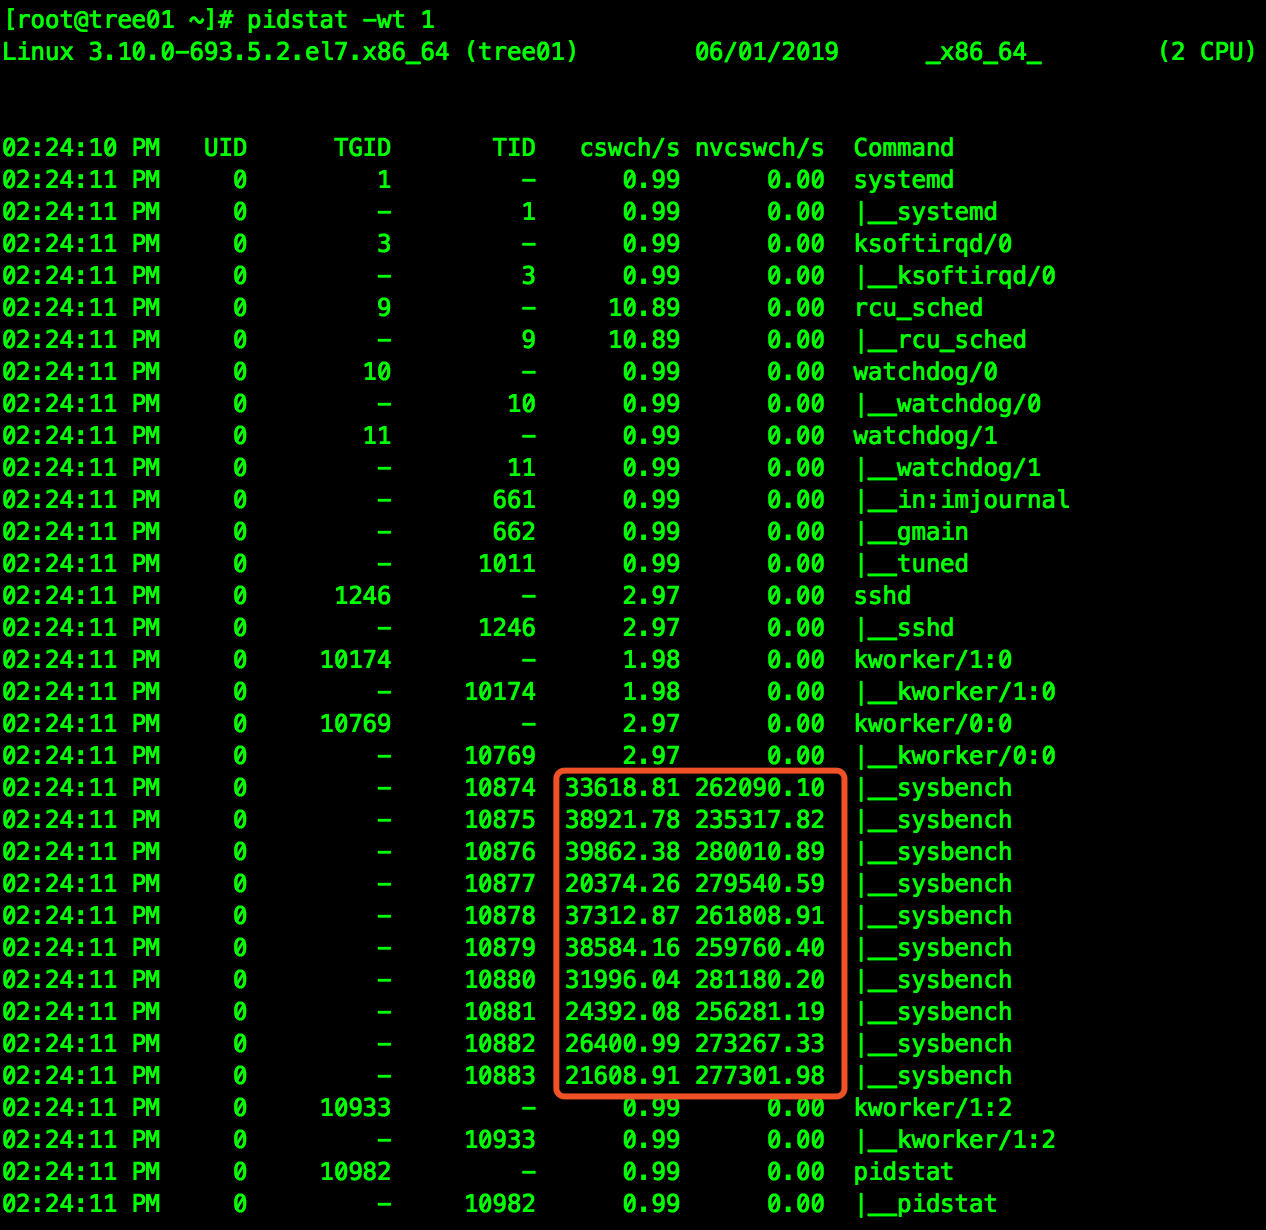 [root@tree01 ~]# pidstat -wt 1
Linux 3.10.0-693.5.2.el7.x86_64 (tree01) 06/01/2019 _x86_64_ (2 CPU)
02:24:10 PM UID TGID TID cswch/s nvcswch/s Command
02:24:11 PM 0 1 - 0.99 0.00 systemd
02:24:11 PM 0 - 1 0.99 0.00 |__systemd
02:24:11 PM 0 3 - 0.99 0.00 ksoftirqd/0
02:24:11 PM 0 - 3 0.99 0.00 |__ksoftirqd/0
02:24:11 PM 0 9 - 10.89 0.00 rcu_sched
02:24:11 PM 0 - 9 10.89 0.00 |__rcu_sched
02:24:11 PM 0 10 - 0.99 0.00 watchdog/0
02:24:11 PM 0 - 10 0.99 0.00 |__watchdog/0
02:24:11 PM 0 11 - 0.99 0.00 watchdog/1
02:24:11 PM 0 - 11 0.99 0.00 |__watchdog/1
02:24:11 PM 0 - 661 0.99 0.00 |__in:imjournal
02:24:11 PM 0 - 662 0.99 0.00 |__gmain
02:24:11 PM 0 - 1011 0.99 0.00 |__tuned
02:24:11 PM 0 1246 - 2.97 0.00 sshd
02:24:11 PM 0 - 1246 2.97 0.00 |__sshd
02:24:11 PM 0 10174 - 1.98 0.00 kworker/1:0
02:24:11 PM 0 - 10174 1.98 0.00 |__kworker/1:0
02:24:11 PM 0 10769 - 2.97 0.00 kworker/0:0
02:24:11 PM 0 - 10769 2.97 0.00 |__kworker/0:0
02:24:11 PM 0 - 10874 33618.81 262090.10 |__sysbench
02:24:11 PM 0 - 10875 38921.78 235317.82 |__sysbench
02:24:11 PM 0 - 10876 39862.38 280010.89 |__sysbench
02:24:11 PM 0 - 10877 20374.26 279540.59 |__sysbench
02:24:11 PM 0 - 10878 37312.87 261808.91 |__sysbench
02:24:11 PM 0 - 10879 38584.16 259760.40 |__sysbench
02:24:11 PM 0 - 10880 31996.04 281180.20 |__sysbench
02:24:11 PM 0 - 10881 24392.08 256281.19 |__sysbench
02:24:11 PM 0 - 10882 26400.99 273267.33 |__sysbench
02:24:11 PM 0 - 10883 21608.91 277301.98 |__sysbench
02:24:11 PM 0 10933 - 0.99 0.00 kworker/1:2
02:24:11 PM 0 - 10933 0.99 0.00 |__kworker/1:2
02:24:11 PM 0 10982 - 0.99 0.00 pidstat
02:24:11 PM 0 - 10982 0.99 0.00 |__pidstat